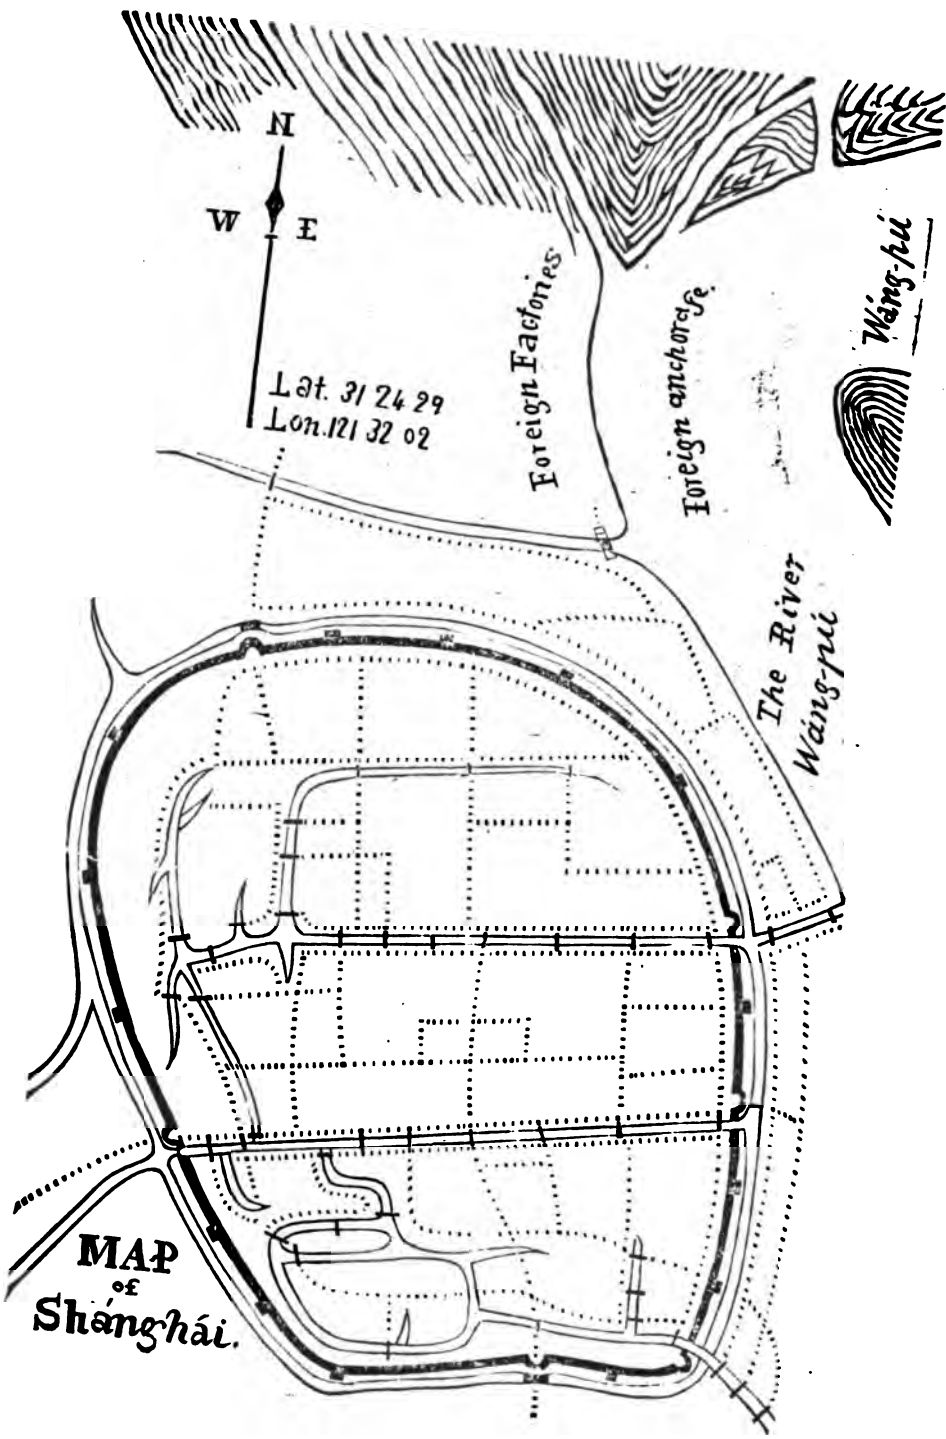 N
W E
Lat. 31 24 29
Lon. 121 32 02
Foreign Factories
Foreign anchorage.
Wáng-pú
The River
Wáng-pú
MAP
of
Shánghái.